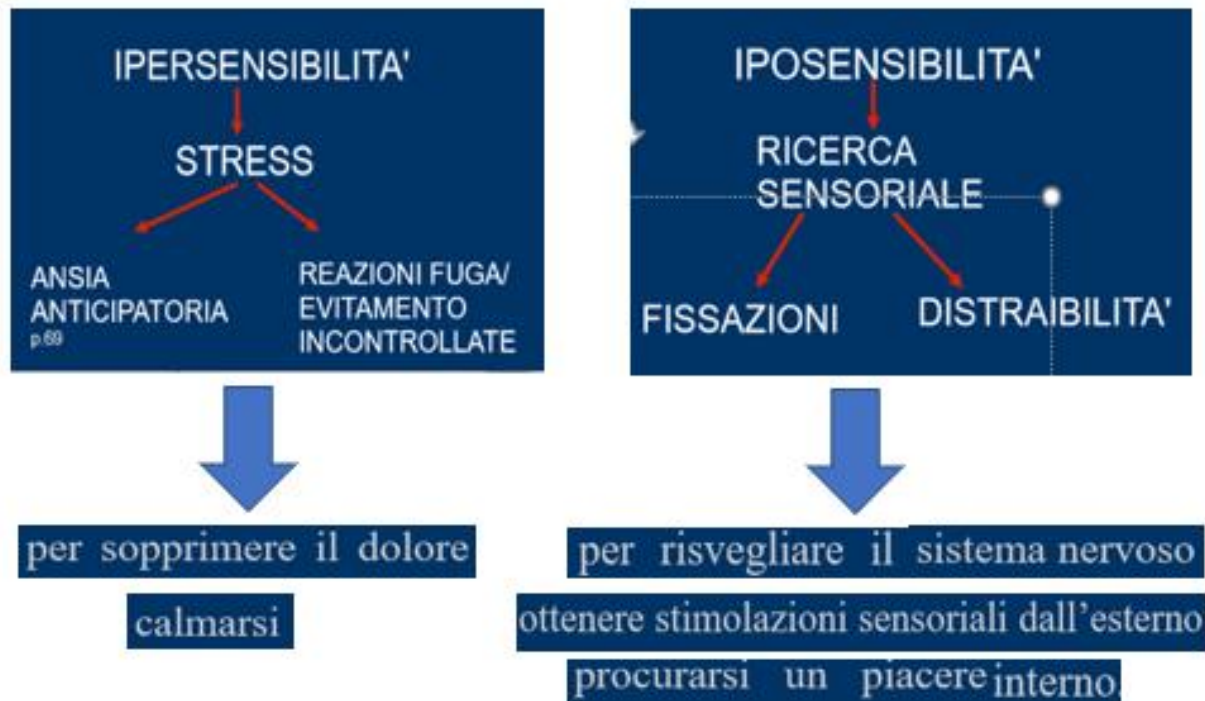 IPERSENSIBILITA'
STRESS
ANSIA
ANTICIPATORIA
p.69
REAZIONI FUGA/
EVITAMENTO
INCONTROLLATE
per sopprimere il dolore
calmarsi
IPOSENSIBILITA'
RICERCA
SENSORIALE
FISSAZIONI
DISTRAIBILITA'
per risvegliare il sistema nervoso
ottenere stimolazioni sensoriali dall'esterno
procurarsi un piacere interno.